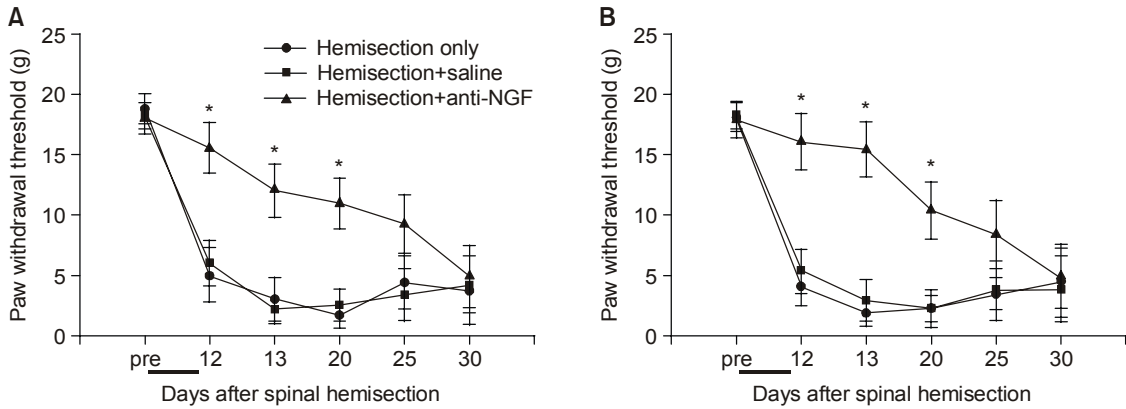 A
Paw withdrawal threshold (g)
25
20
15
10
5
0
Hemisection only
Hemisection+saline
Hemisection+anti-NGF
*
*
*
pre 12 13 20 25 30
Days after spinal hemisection
B
Paw withdrawal threshold (g)
25
20
15
10
5
0
*
*
*
pre 12 13 20 25 30
Days after spinal hemisection